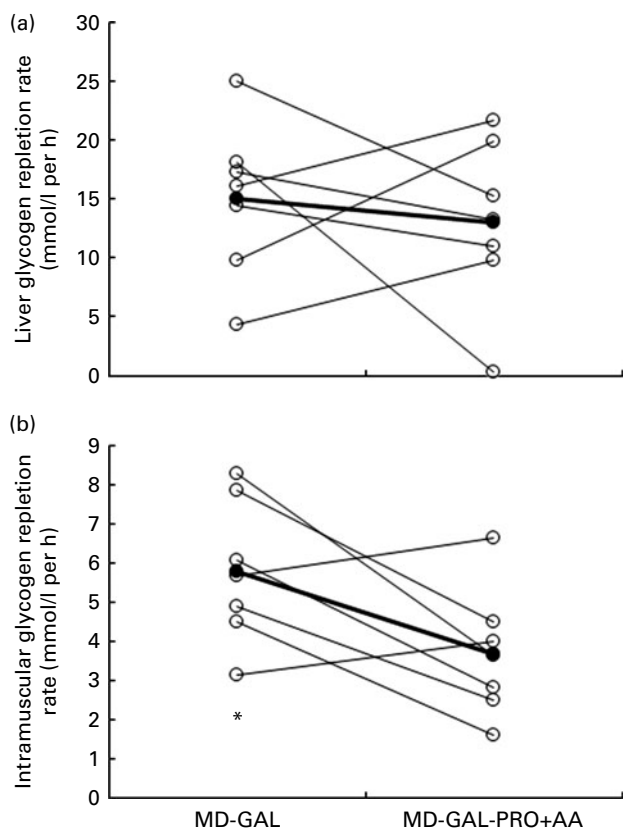 (a)
30
25
20
15
10
5
0
Liver glycogen repletion rate
(mmol/l per h)
(b)
9
8
7
6
5
4
3
2
1
0
Intramuscular glycogen repletion
rate (mmol/l per h)
*
MD-GAL
MD-GAL-PRO+AA